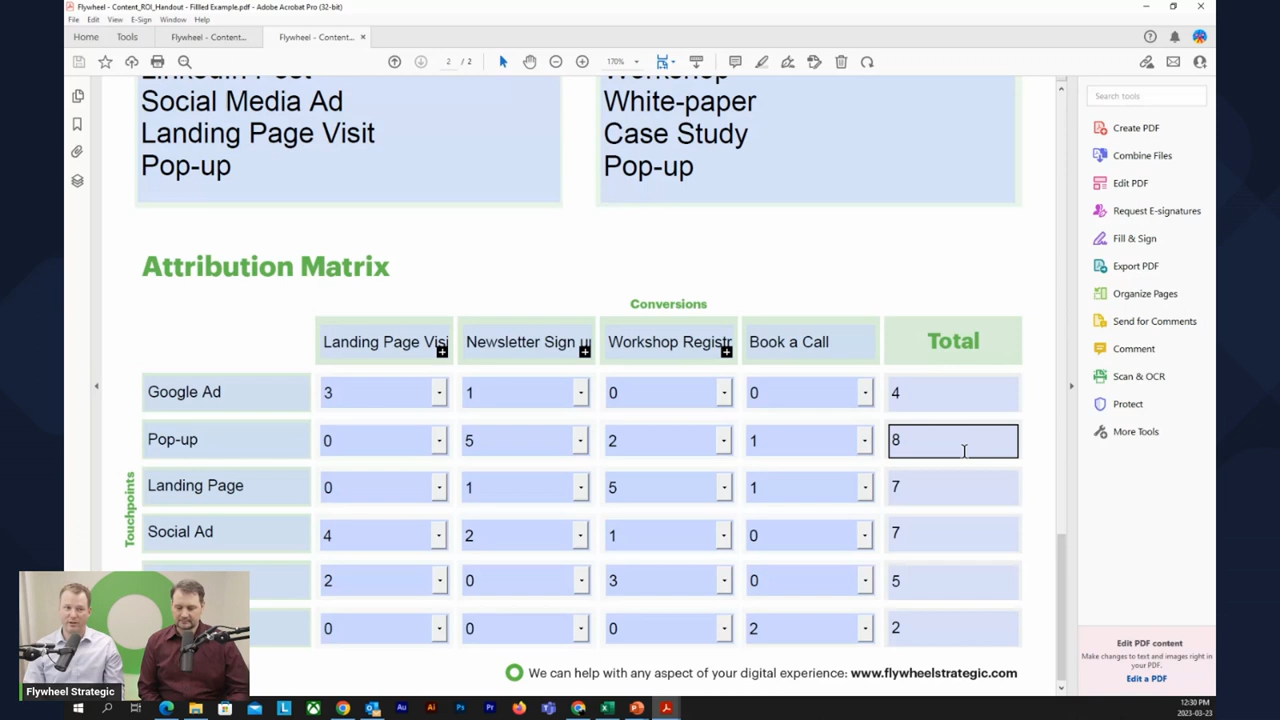 Flywheel - Content_ROI_Handout - Fillled Example.pdf - Adobe Acrobat Pro (32-bit)
File Edit View E-Sign Window Help
Home Tools Flywheel - Content... Flywheel - Content... ×
2 / 2 170%
LinkedIn Post
Social Media Ad
Landing Page Visit
Pop-up
Workshop
White-paper
Case Study
Pop-up
Attribution Matrix
Conversions
Landing Page Visi Newsletter Sign u Workshop Registr Book a Call Total
Touchpoints
Google Ad 3 1 0 0 4
Pop-up 0 5 2 1 8
Landing Page 0 1 5 1 7
Social Ad 4 2 1 0 7
2 0 3 0 5
0 0 0 2 2
We can help with any aspect of your digital experience: www.flywheelstrategic.com
Search tools
Create PDF
Combine Files
Edit PDF
Request E-signatures
Fill & Sign
Export PDF
Organize Pages
Send for Comments
Comment
Scan & OCR
Protect
More Tools
Edit PDF content
Make changes to text and images right in
your PDF.
Edit a PDF
Flywheel Strategic
12:30 PM
2023-03-23